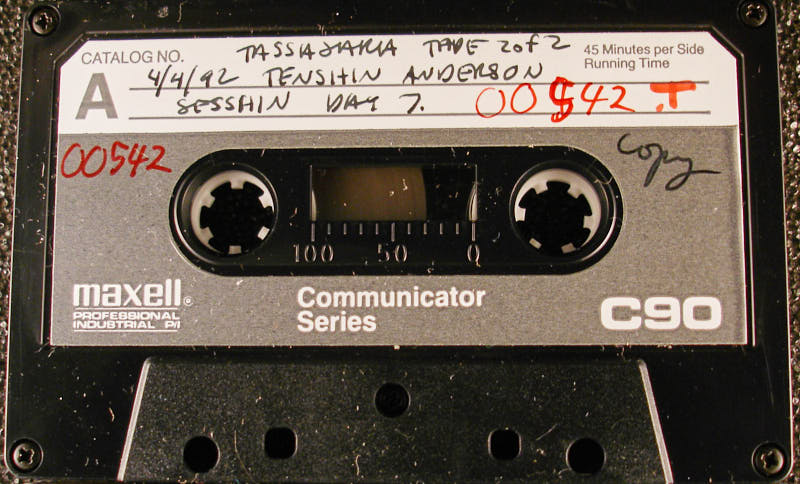 CATALOG NO.
TASSAJARA TAPE 2 of 2
45 Minutes per Side
Running Time
A
4/4/92 TENSHIN ANDERSON
SESSHIN DAY 7.
00542 T
00542
copy
100 50 0
maxell®
PROFESSIONAL
INDUSTRIAL P/I
Communicator
Series
C90